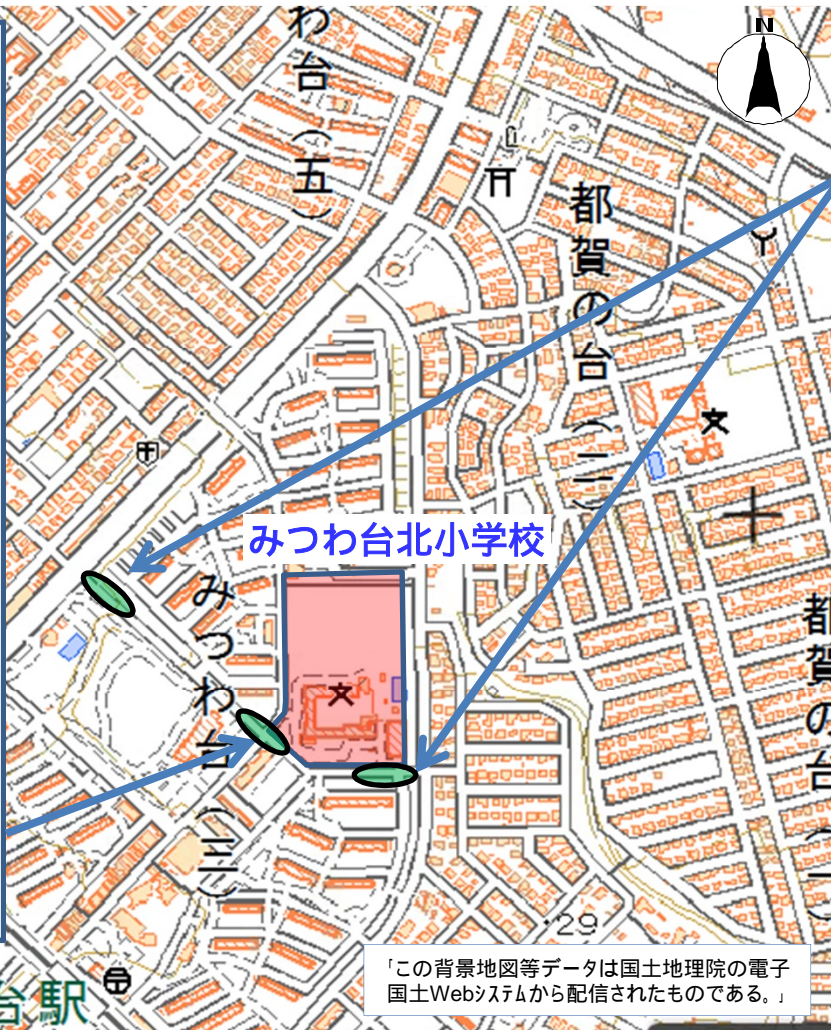 N
わ台(五)
都賀の台(二)
みつわ台北小学校
みつわ台(三)
都賀の台(一)
・29
台駅
「この背景地図等データは国土地理院の電子
国土Webシステムから配信されたものである。」